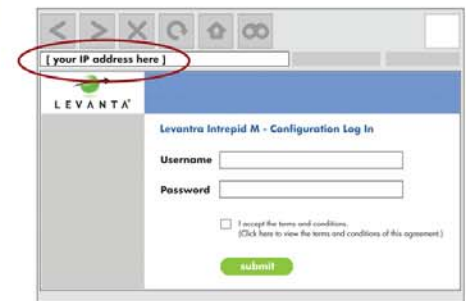 [ your IP address here ]
LEVANTA
Levantra Intrepid M - Configuration Log In
Username
Password
I accept the terms and conditions.
(Click here to view the terms and conditions of this agreement.)
submit